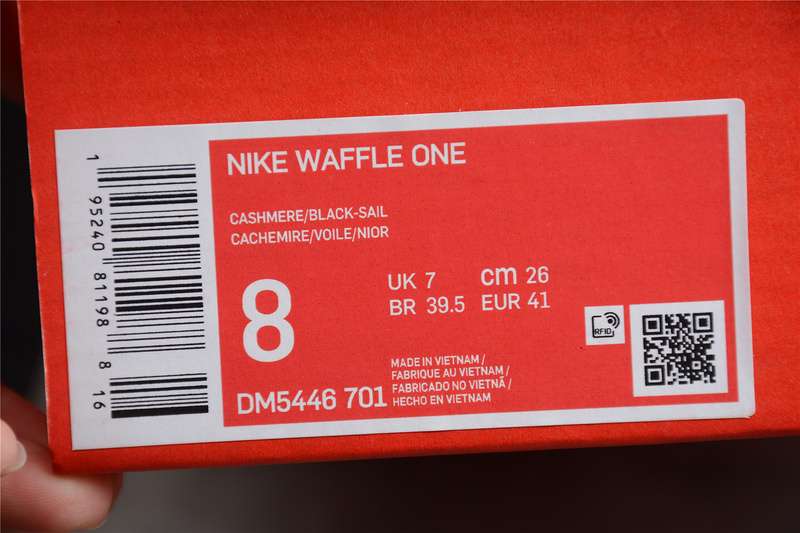 NIKE WAFFLE ONE
CASHMERE/BLACK-SAIL
CACHEMIRE/VOILE/NIOR
8
UK 7 cm 26
BR 39.5 EUR 41
RFID
DM5446 701
MADE IN VIETNAM /
FABRIQUE AU VIETNAM /
FABRICADO NO VIETNÃ /
HECHO EN VIETNAM
1 95240 81198 8 16